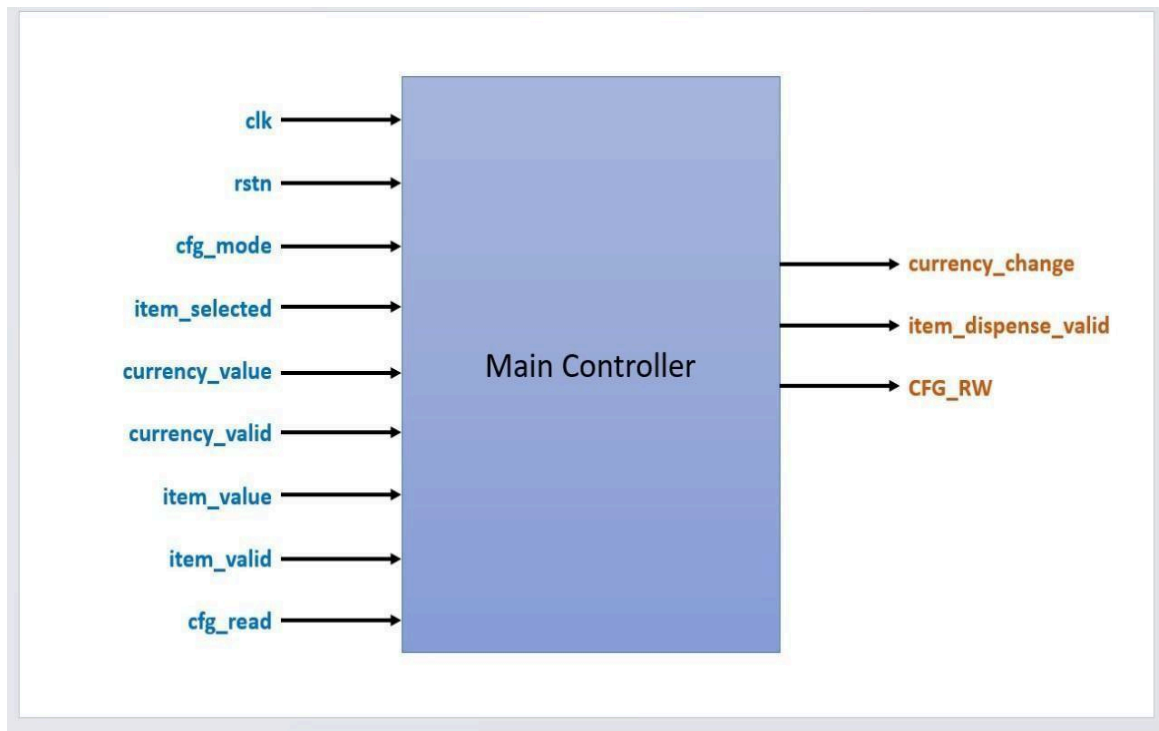 clk
rstn
cfg_mode
item_selected
currency_value
currency_valid
item_value
item_valid
cfg_read
Main Controller
currency_change
item_dispense_valid
CFG_RW